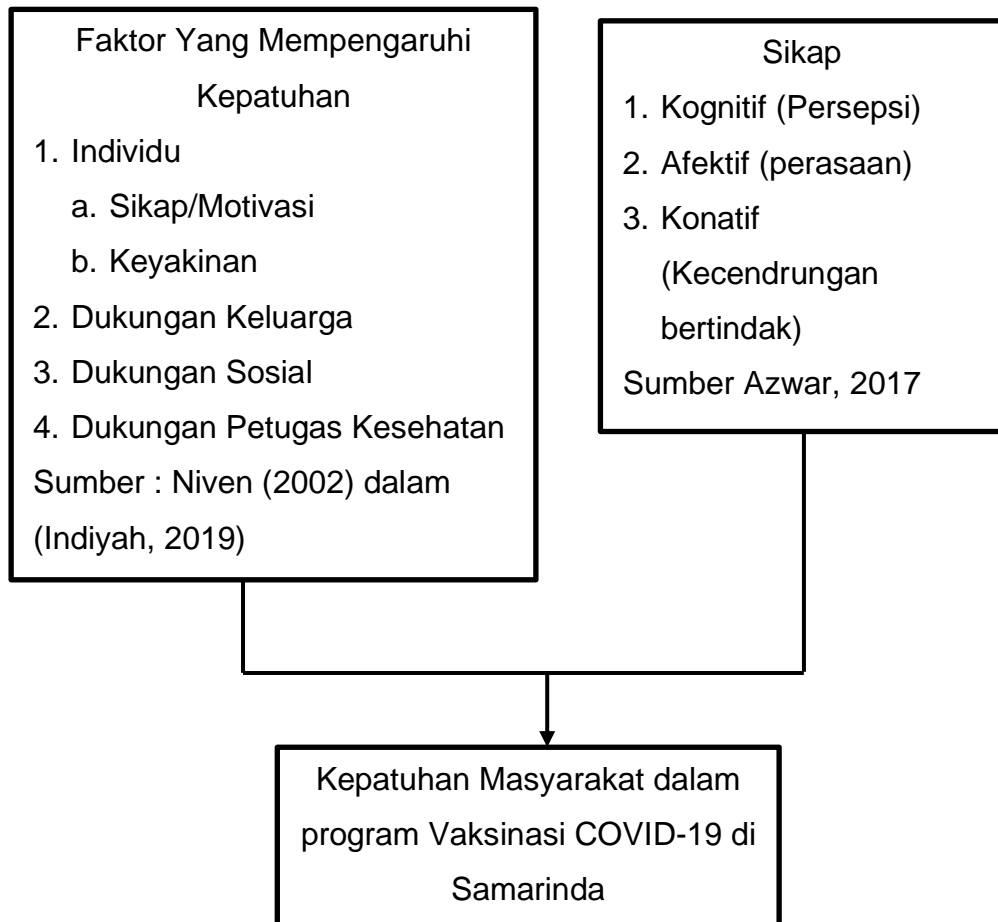 Faktor Yang Mempengaruhi
Kepatuhan
1. Individu
a. Sikap/Motivasi
b. Keyakinan
2. Dukungan Keluarga
3. Dukungan Sosial
4. Dukungan Petugas Kesehatan
Sumber : Niven (2002) dalam
(Indiyah, 2019)
Sikap
1. Kognitif (Persepsi)
2. Afektif (perasaan)
3. Konatif
(Kecendrungan
bertindak)
Sumber Azwar, 2017
Kepatuhan Masyarakat dalam
program Vaksinasi COVID-19 di
Samarinda